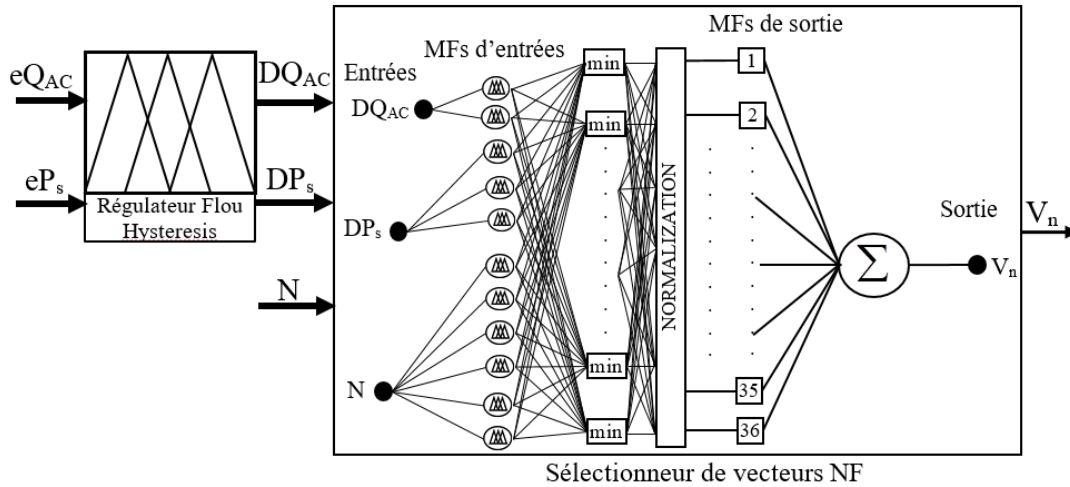 eQ_AC
eP_s
Régulateur Flou
Hysteresis
DQ_AC
DP_s
N
Entrées
DQ_AC
DP_s
N
MFs d'entrées
min
min
min
min
NORMALIZATION
MFs de sortie
1
2
35
36
Σ
Sortie
V_n
V_n
Sélectionneur de vecteurs NF